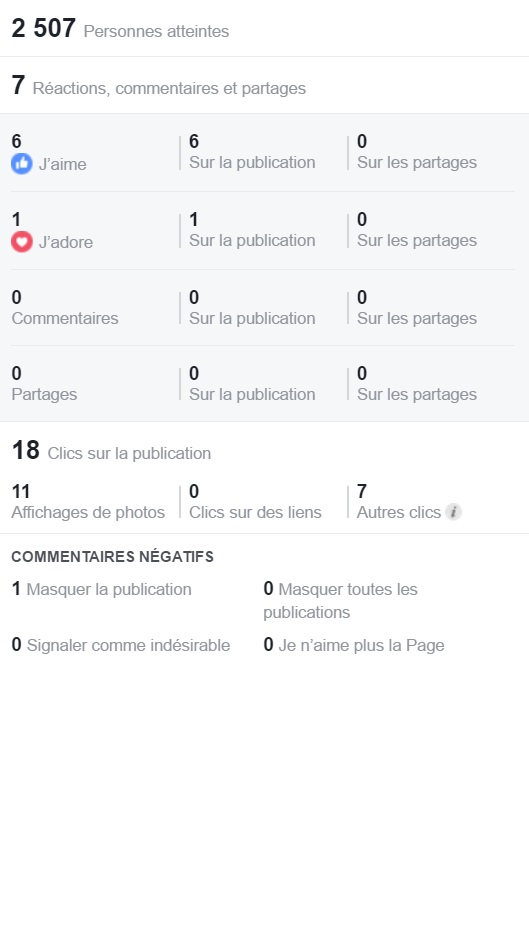 2 507 Personnes atteintes
7 Réactions, commentaires et partages
6 6 0
J’aime Sur la publication Sur les partages
1 1 0
J’adore Sur la publication Sur les partages
0 0 0
Commentaires Sur la publication Sur les partages
0 0 0
Partages Sur la publication Sur les partages
18 Clics sur la publication
11 0 7
Affichages de photos Clics sur des liens Autres clics i
COMMENTAIRES NÉGATIFS
1 Masquer la publication 0 Masquer toutes les
publications
0 Signaler comme indésirable 0 Je n’aime plus la Page